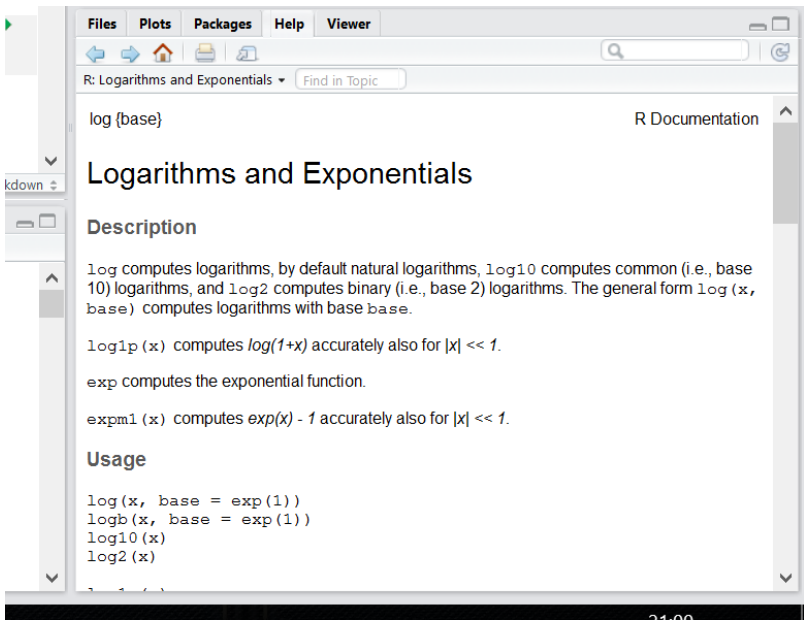 Files Plots Packages Help Viewer
R: Logarithms and Exponentials Find in Topic
log {base} R Documentation
Logarithms and Exponentials
kdown
Description
log computes logarithms, by default natural logarithms, log10 computes common (i.e., base
10) logarithms, and log2 computes binary (i.e., base 2) logarithms. The general form log(x,
base) computes logarithms with base base.
log1p(x) computes log(1+x) accurately also for |x| << 1.
exp computes the exponential function.
expm1(x) computes exp(x) - 1 accurately also for |x| << 1.
Usage
log(x, base = exp(1))
logb(x, base = exp(1))
log10(x)
log2(x)